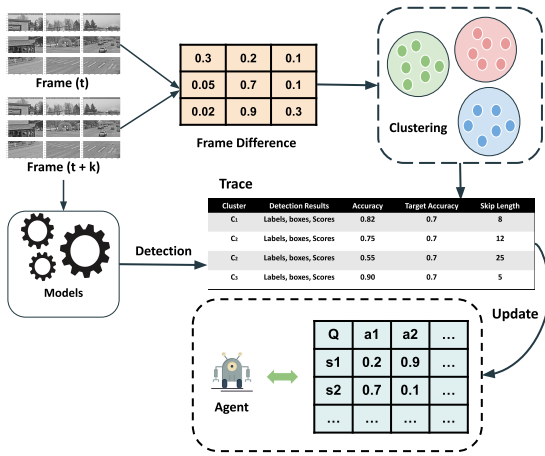 Frame (t)
Frame (t + k)
0.3 0.2 0.1
0.05 0.7 0.1
0.02 0.9 0.3
Frame Difference
Clustering
Models
Detection
Trace
Cluster Detection Results Accuracy Target Accuracy Skip Length
C₁ Labels, boxes, Scores 0.82 0.7 8
C₂ Labels, boxes, Scores 0.75 0.7 12
C₂ Labels, boxes, Scores 0.55 0.7 25
C₃ Labels, boxes, Scores 0.90 0.7 5
Update
Agent
Q a1 a2 ...
s1 0.2 0.9 ...
s2 0.7 0.1 ...
... ... ... ...